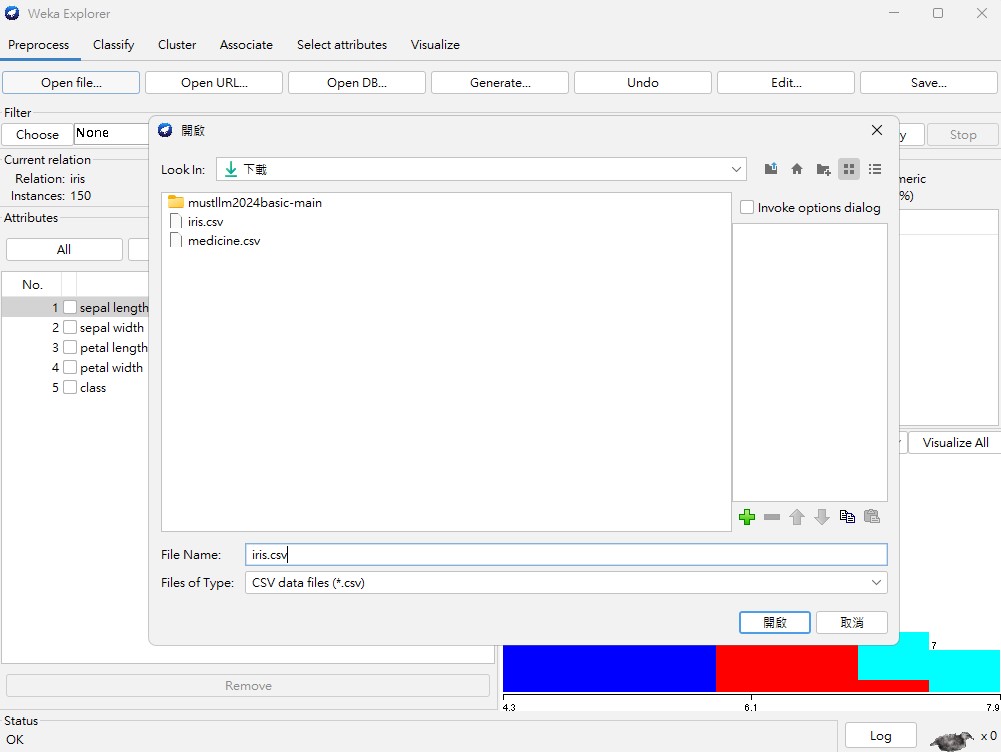 Weka Explorer
Preprocess Classify Cluster Associate Select attributes Visualize
Open file... Open URL... Open DB... Generate... Undo Edit... Save...
Filter
Choose None
y Stop
開啟
Current relation
Relation: iris
Instances: 150
meric
%)
Attributes
All
No.
1 sepal length
2 sepal width
3 petal length
4 petal width
5 class
Look In: 下載
mustllm2024basic-main
iris.csv
medicine.csv
Invoke options dialog
File Name: iris.csv
Files of Type: CSV data files (*.csv)
開啟 取消
Visualize All
7
4.3 6.1 7.9
Remove
Status
OK
Log x 0